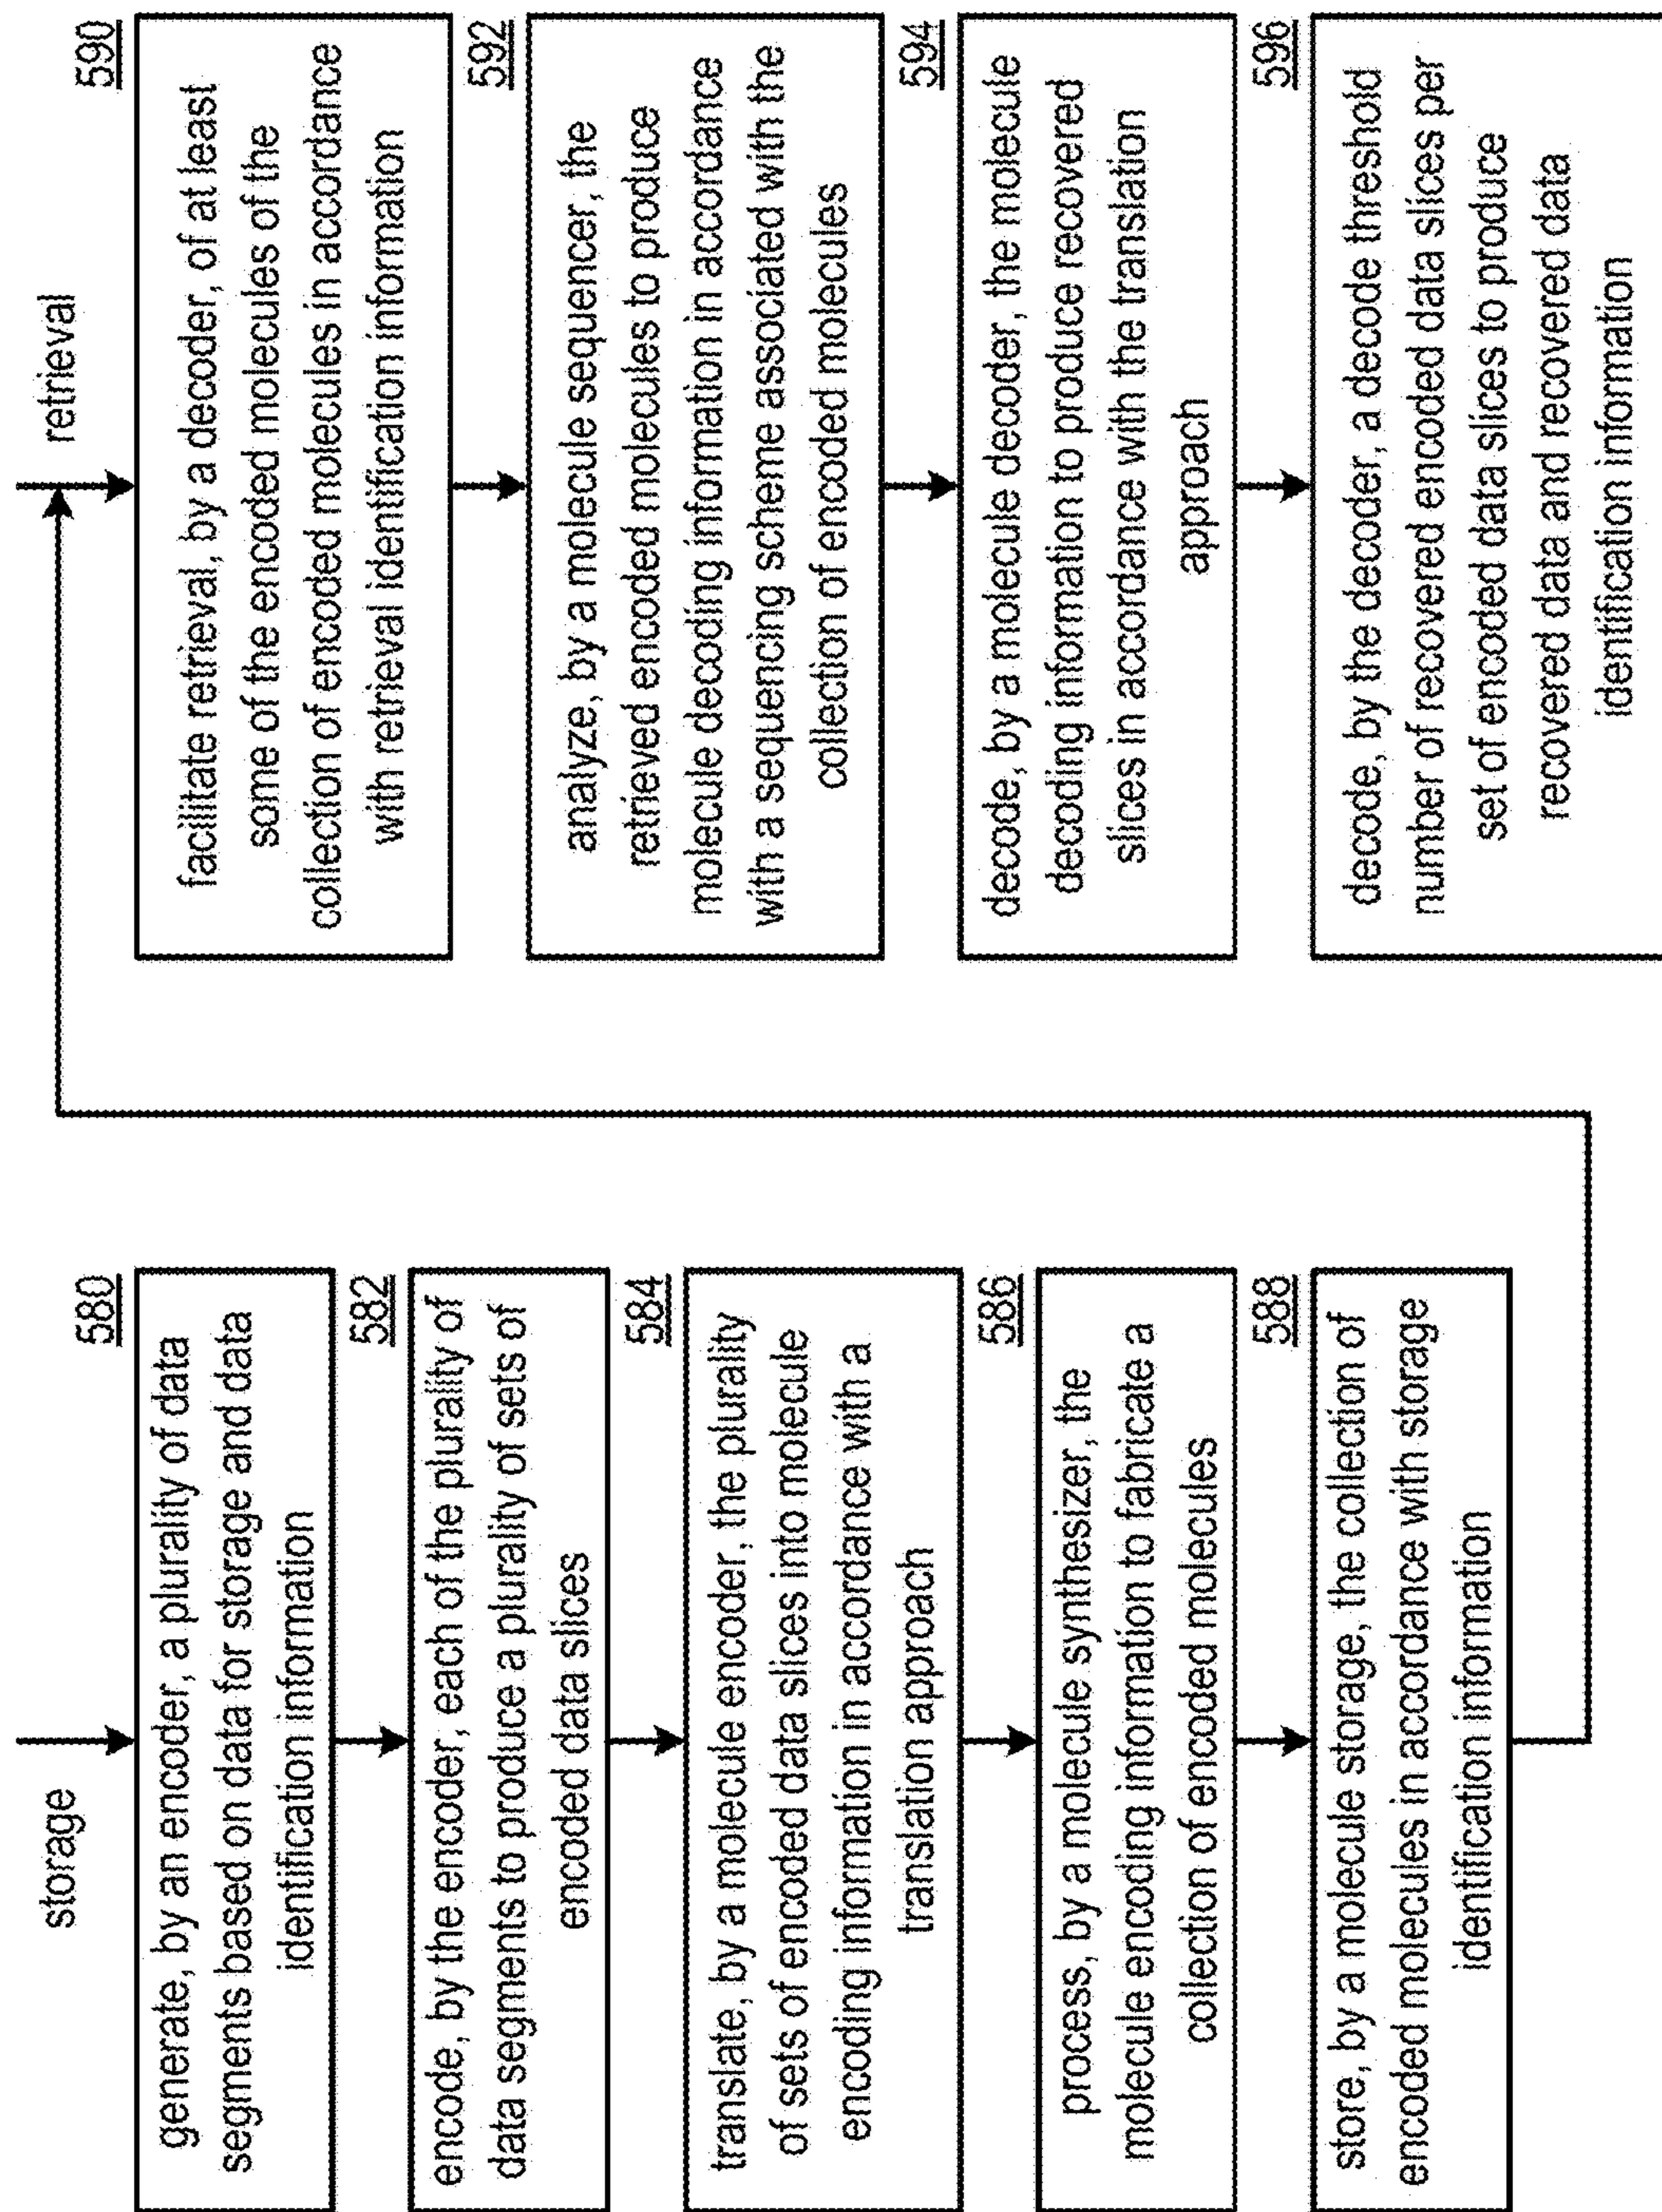 storage
580
generate, by an encoder, a plurality of data
segments based on data for storage and data
identification information
582
encode, by the encoder, each of the plurality of
data segments to produce a plurality of sets of
encoded data slices
584
translate, by a molecule encoder, the plurality
of sets of encoded data slices into molecule
encoding information in accordance with a
translation approach
586
process, by a molecule synthesizer, the
molecule encoding information to fabricate a
collection of encoded molecules
588
store, by a molecule storage, the collection of
encoded molecules in accordance with storage
identification information
retrieval
590
facilitate retrieval, by a decoder, of at least
some of the encoded molecules of the
collection of encoded molecules in accordance
with retrieval identification information
592
analyze, by a molecule sequencer, the
retrieved encoded molecules to produce
molecule decoding information in accordance
with a sequencing scheme associated with the
collection of encoded molecules
594
decode, by a molecule decoder, the molecule
decoding information to produce recovered
slices in accordance with the translation
approach
596
decode, by the decoder, a decode threshold
number of recovered encoded data slices per
set of encoded data slices to produce
recovered data and recovered data
identification information